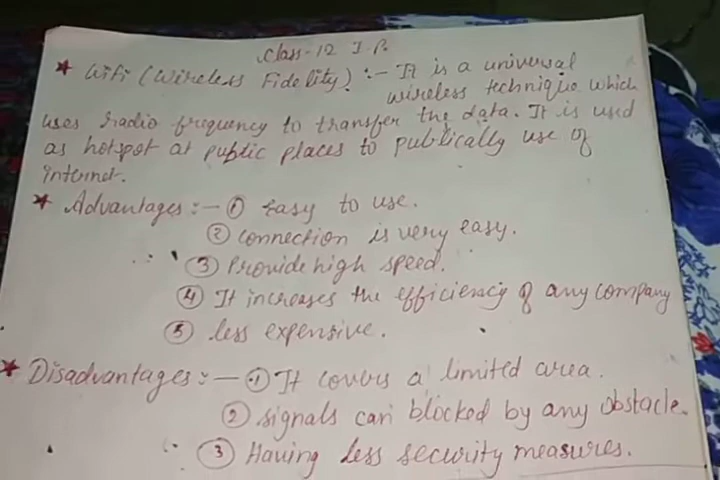 Class-12 I.P.
* Wifi (Wireless Fidelity) :- It is a universal
wireless technique which
uses radio frequency to transfer the data. It is used
as hotspot at public places to publically use of
internet.
* Advantages :- ① Easy to use.
② connection is very easy.
③ Provide high speed.
④ It increases the efficiency of any company
⑤ less expensive.
* Disadvantages :- ① It covers a limited area.
② signals can blocked by any obstacle.
③ Having less security measures.